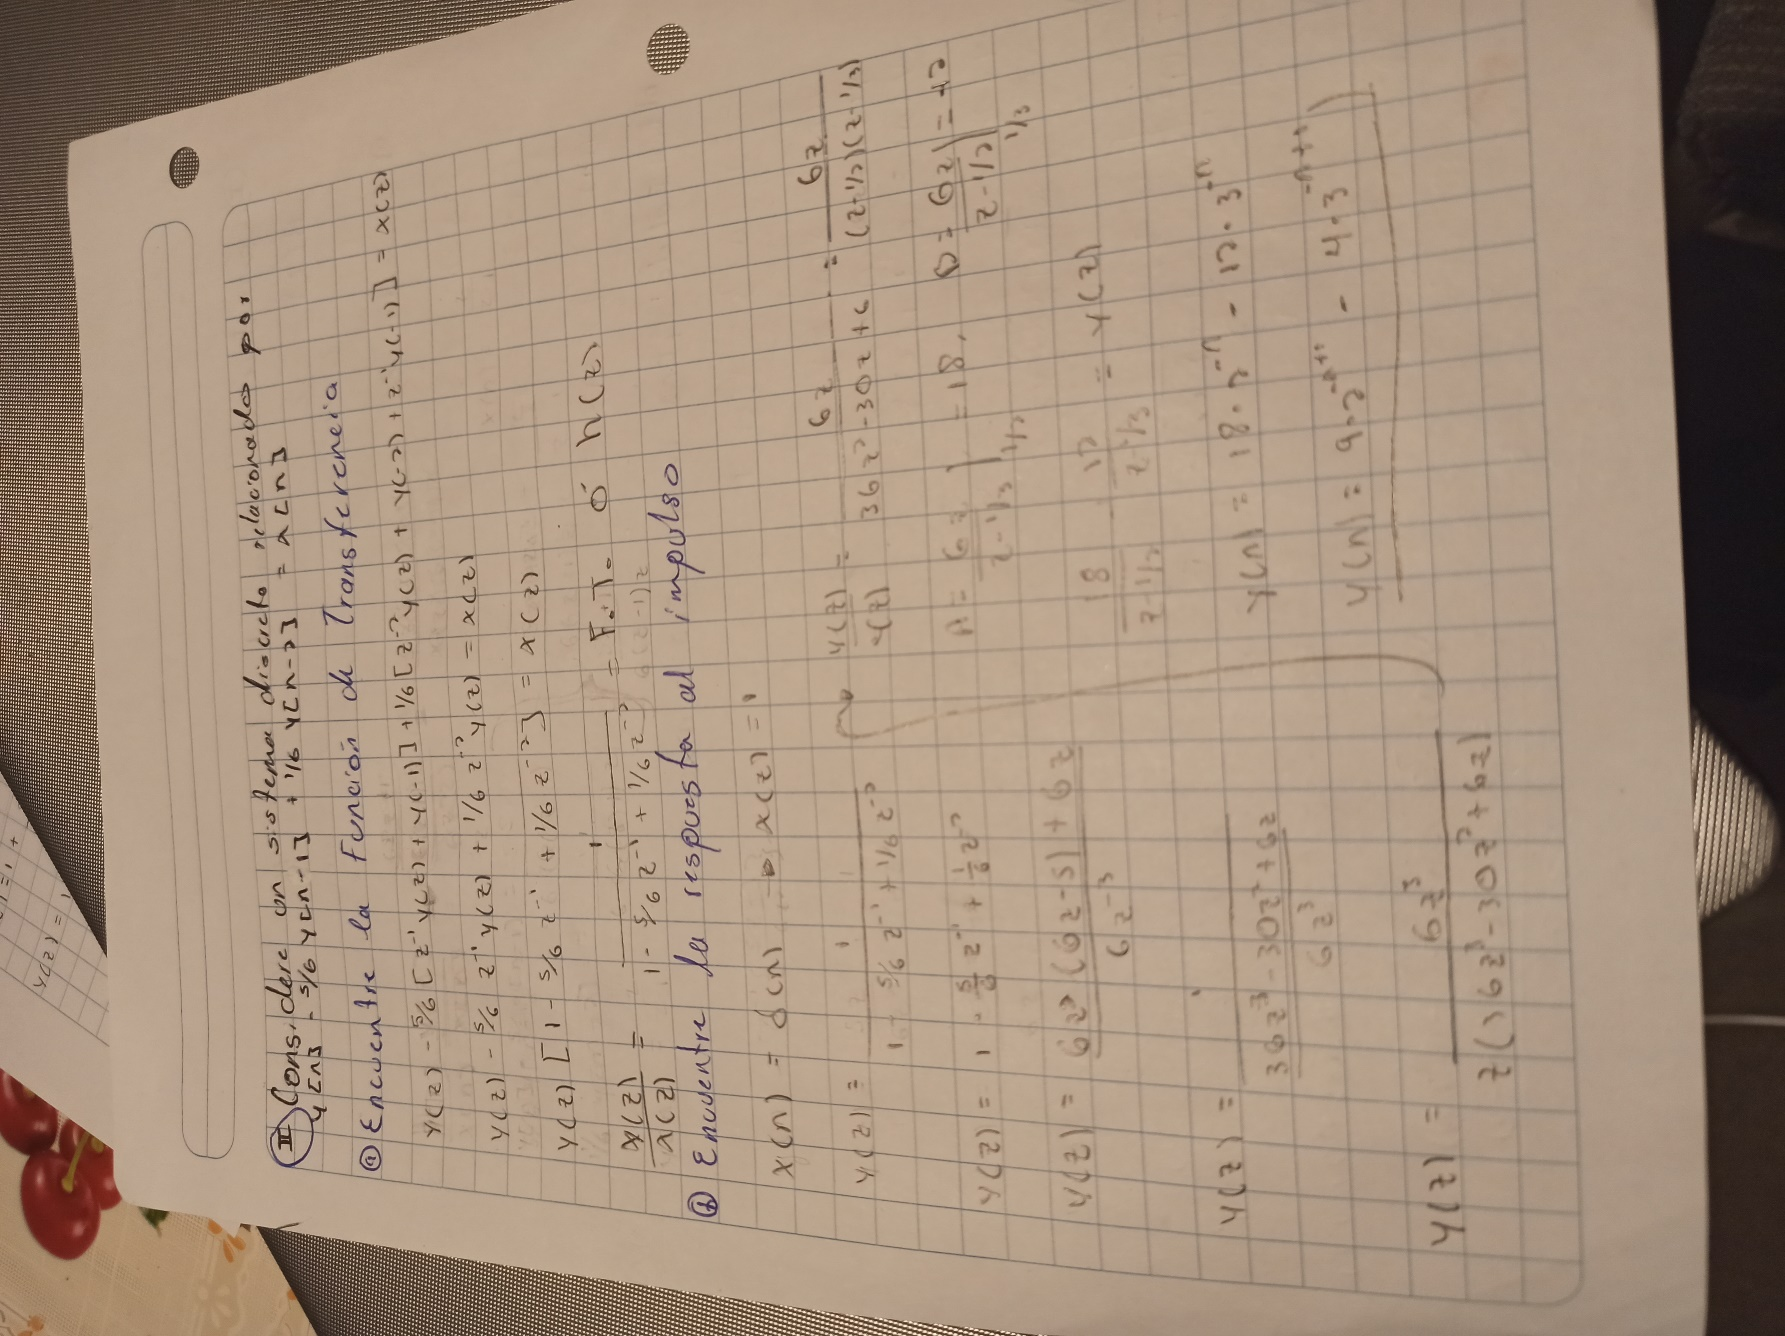 II Considere un sistema discreto relacionado por
y[n] - 5/6 y[n-1] + 1/6 y[n-2] = x[n]
a Encuentre la Función de Transferencia
y(z) - 5/6 [z⁻¹ y(z) + y(-1)] + 1/6 [z⁻² y(z) + y(-2) + z⁻¹ y(-1)] = x(z)
y(z) - 5/6 z⁻¹ y(z) + 1/6 z⁻² y(z) = x(z)
y(z) [1 - 5/6 z⁻¹ + 1/6 z⁻²] = x(z)
y(z)/x(z) = 1/(1 - 5/6 z⁻¹ + 1/6 z⁻²) = F.T. ó h(z)
b Encuentre la respuesta al impulso
x(n) = δ(n) → x(z) = 1
y(z) = 1/(1 - 5/6 z⁻¹ + 1/6 z⁻²)
y(z) = 1 - 5/6 z⁻¹ + 1/6 z⁻²
y(z) = 6z² (6z-5) + 6z / 6z⁻³
y(z) = 1/(36z³ - 30z² + 6z / 6z³)
y(z) = 6z³/z(36z³ - 30z² + 6z)
y(z)/y(z) = 6z/(36z² - 30z + 6) = 6z/((z-1/2)(z-1/3))
A = 6z/(z-1/3) | 1/2 = 18, B = 6z/(z-1/2) | 1/3 = -12
18/(z-1/2) - 12/(z-1/3) = y(z)
y(n) = 18 · 2⁻ⁿ - 12 · 3⁻ⁿ
y(n) = 9 · 2⁻ⁿ⁺¹ - 4 · 3⁻ⁿ⁺¹
y(z) =